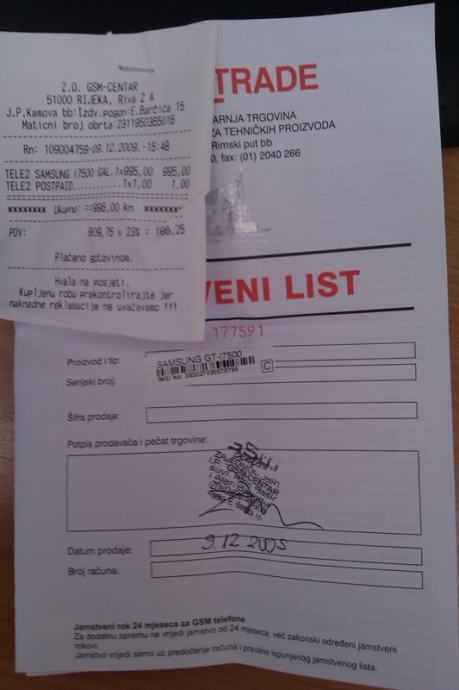 Z.O. GSM-CENTAR
51000 RIJEKA, Riva 2 A
J.P.Kamova bb:Izdv.pogon:E.Barčića 15
Matični broj obrta:
Rn: 109004759-09.12.2009.-15:48
TELE2 SAMSUNG i7500 GAL.1x995,00 995,00
TELE2 POSTPAID............1x1,00 1,00
Ukupno: =996,00 kn
PDV: 809,75 x 23% = 186,25
Plaćeno gotovinom.
Hvala na posjeti.
Kupljenu robu prekontrolirajte jer
naknadne reklamacije ne uvažavamo !!!
TRADE
ARNJA TRGOVINA
ZA TEHNIČKIH PROIZVODA
Rimski put bb
0, fax: (01) 2040 266
VENI LIST
177591
Proizvod i tip:
SAMSUNG GT-I7500
IMEI No
C
Serijski broj:
Šifra prodaje:
Potpis prodavača i pečat trgovine:
GSM-CENTAR
Datum prodaje: 9.12.2009
Broj računa:
Jamstveni rok 24 mjeseca za GSM telefone
Za dodatnu opremu ne vrijedi jamstvo od 24 mjeseca, već zakonski određeni jamstveni
rokovi.
Jamstvo vrijedi samo uz predočenje računa i pravilno ispunjenog jamstvenog lista.